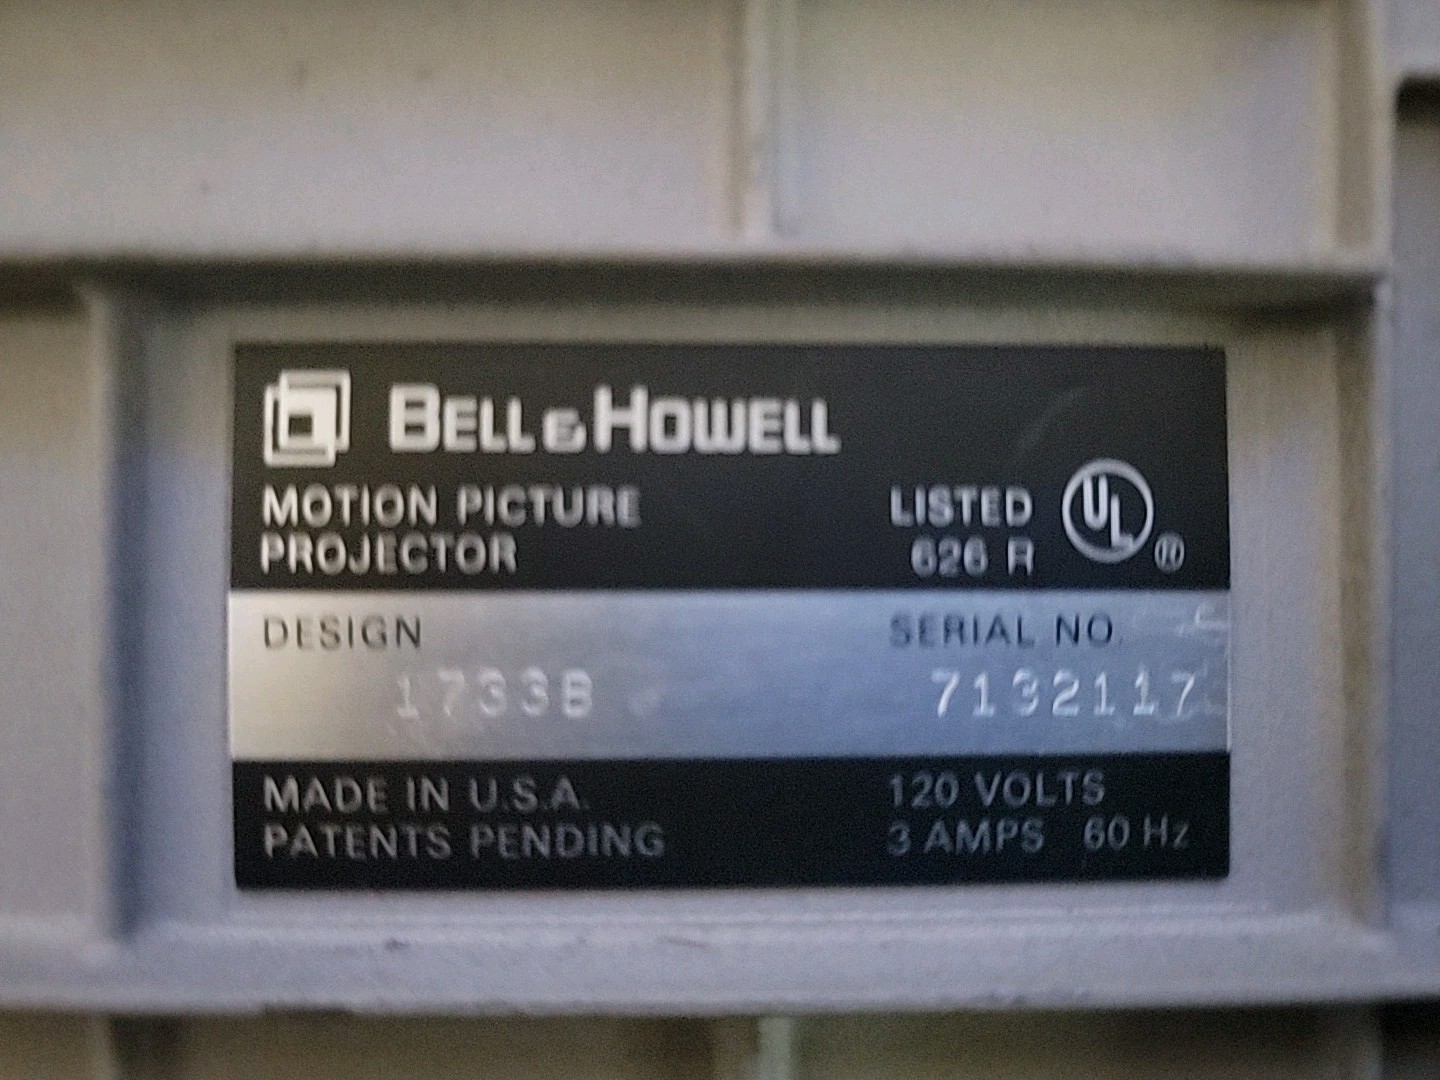 BELL & HOWELL
MOTION PICTURE
PROJECTOR
LISTED
626 R
UL ®
DESIGN
1733B
SERIAL NO.
7132117
MADE IN U.S.A.
PATENTS PENDING
120 VOLTS
3 AMPS 60 Hz